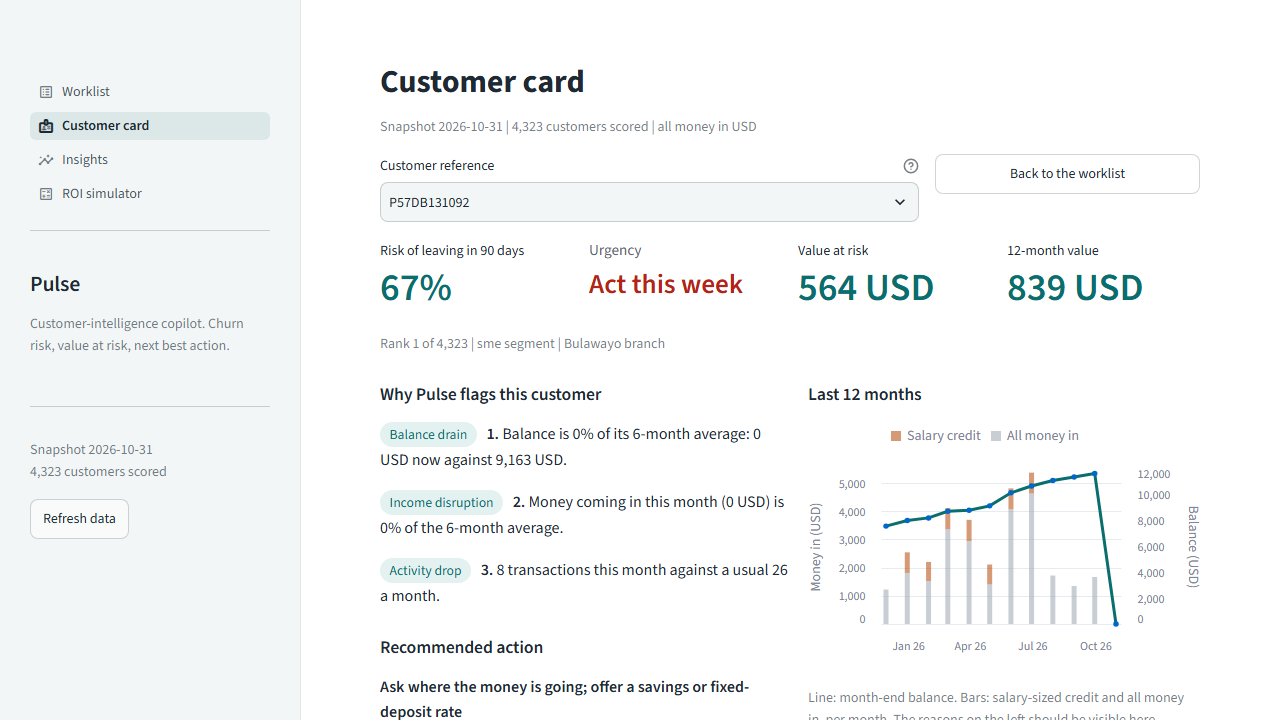 Worklist
Customer card
Insights
ROI simulator
Pulse
Customer-intelligence copilot. Churn
risk, value at risk, next best action.
Snapshot 2026-10-31
4,323 customers scored
Refresh data
Customer card
Snapshot 2026-10-31 | 4,323 customers scored | all money in USD
Customer reference
P57DB131092
Back to the worklist
Risk of leaving in 90 days
67%
Urgency
Act this week
Value at risk
564 USD
12-month value
839 USD
Rank 1 of 4,323 | sme segment | Bulawayo branch
Why Pulse flags this customer
Balance drain 1. Balance is 0% of its 6-month average: 0
USD now against 9,163 USD.
Income disruption 2. Money coming in this month (0 USD) is
0% of the 6-month average.
Activity drop 3. 8 transactions this month against a usual 26
a month.
Recommended action
Ask where the money is going; offer a savings or fixed-
deposit rate
Last 12 months
Salary credit All money in
Money in (USD)
5,000
4,000
3,000
2,000
1,000
0
12,000
10,000
8,000
6,000
4,000
2,000
0
Balance (USD)
Jan 26 Apr 26 Jul 26 Oct 26
Line: month-end balance. Bars: salary-sized credit and all money
in, per month. The reasons on the left should be visible here.